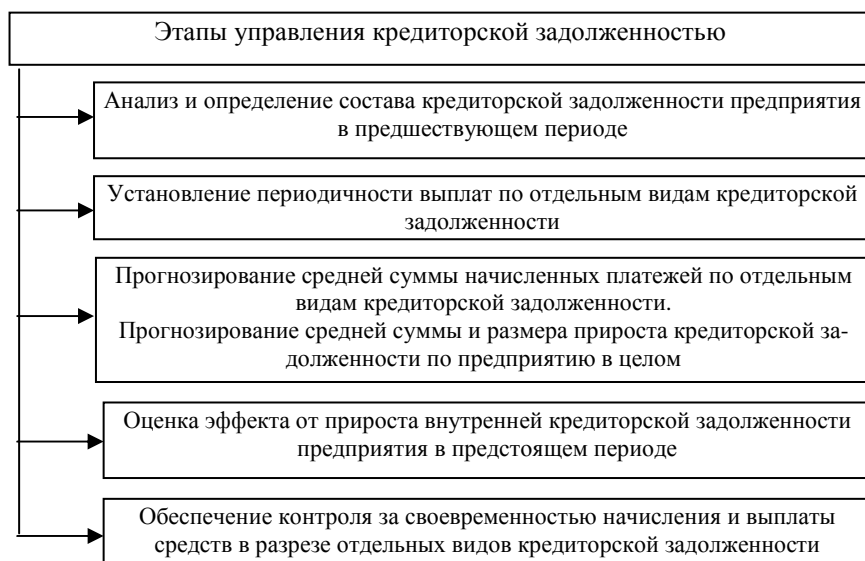 Этапы управления кредиторской задолженностью
Анализ и определение состава кредиторской задолженности предприятия
в предшествующем периоде
Установление периодичности выплат по отдельным видам кредиторской
задолженности
Прогнозирование средней суммы начисленных платежей по отдельным
видам кредиторской задолженности.
Прогнозирование средней суммы и размера прироста кредиторской за-
долженности по предприятию в целом
Оценка эффекта от прироста внутренней кредиторской задолженности
предприятия в предстоящем периоде
Обеспечение контроля за своевременностью начисления и выплаты
средств в разрезе отдельных видов кредиторской задолженности